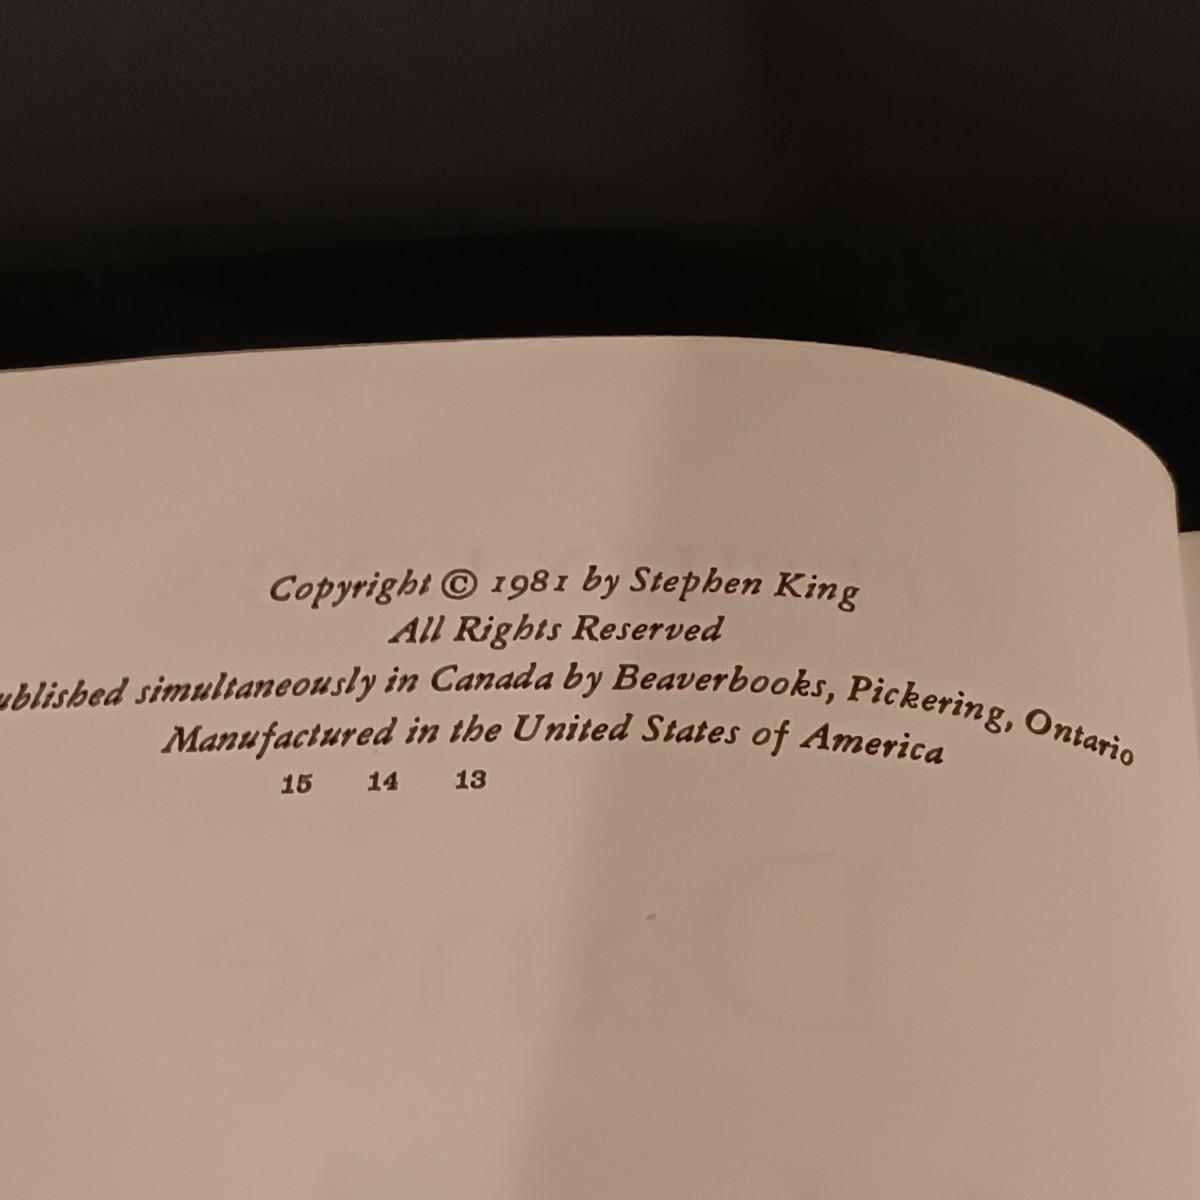 Copyright © 1981 by Stephen King
All Rights Reserved
ublished simultaneously in Canada by Beaverbooks, Pickering, Ontario
Manufactured in the United States of America
15 14 13
Danse